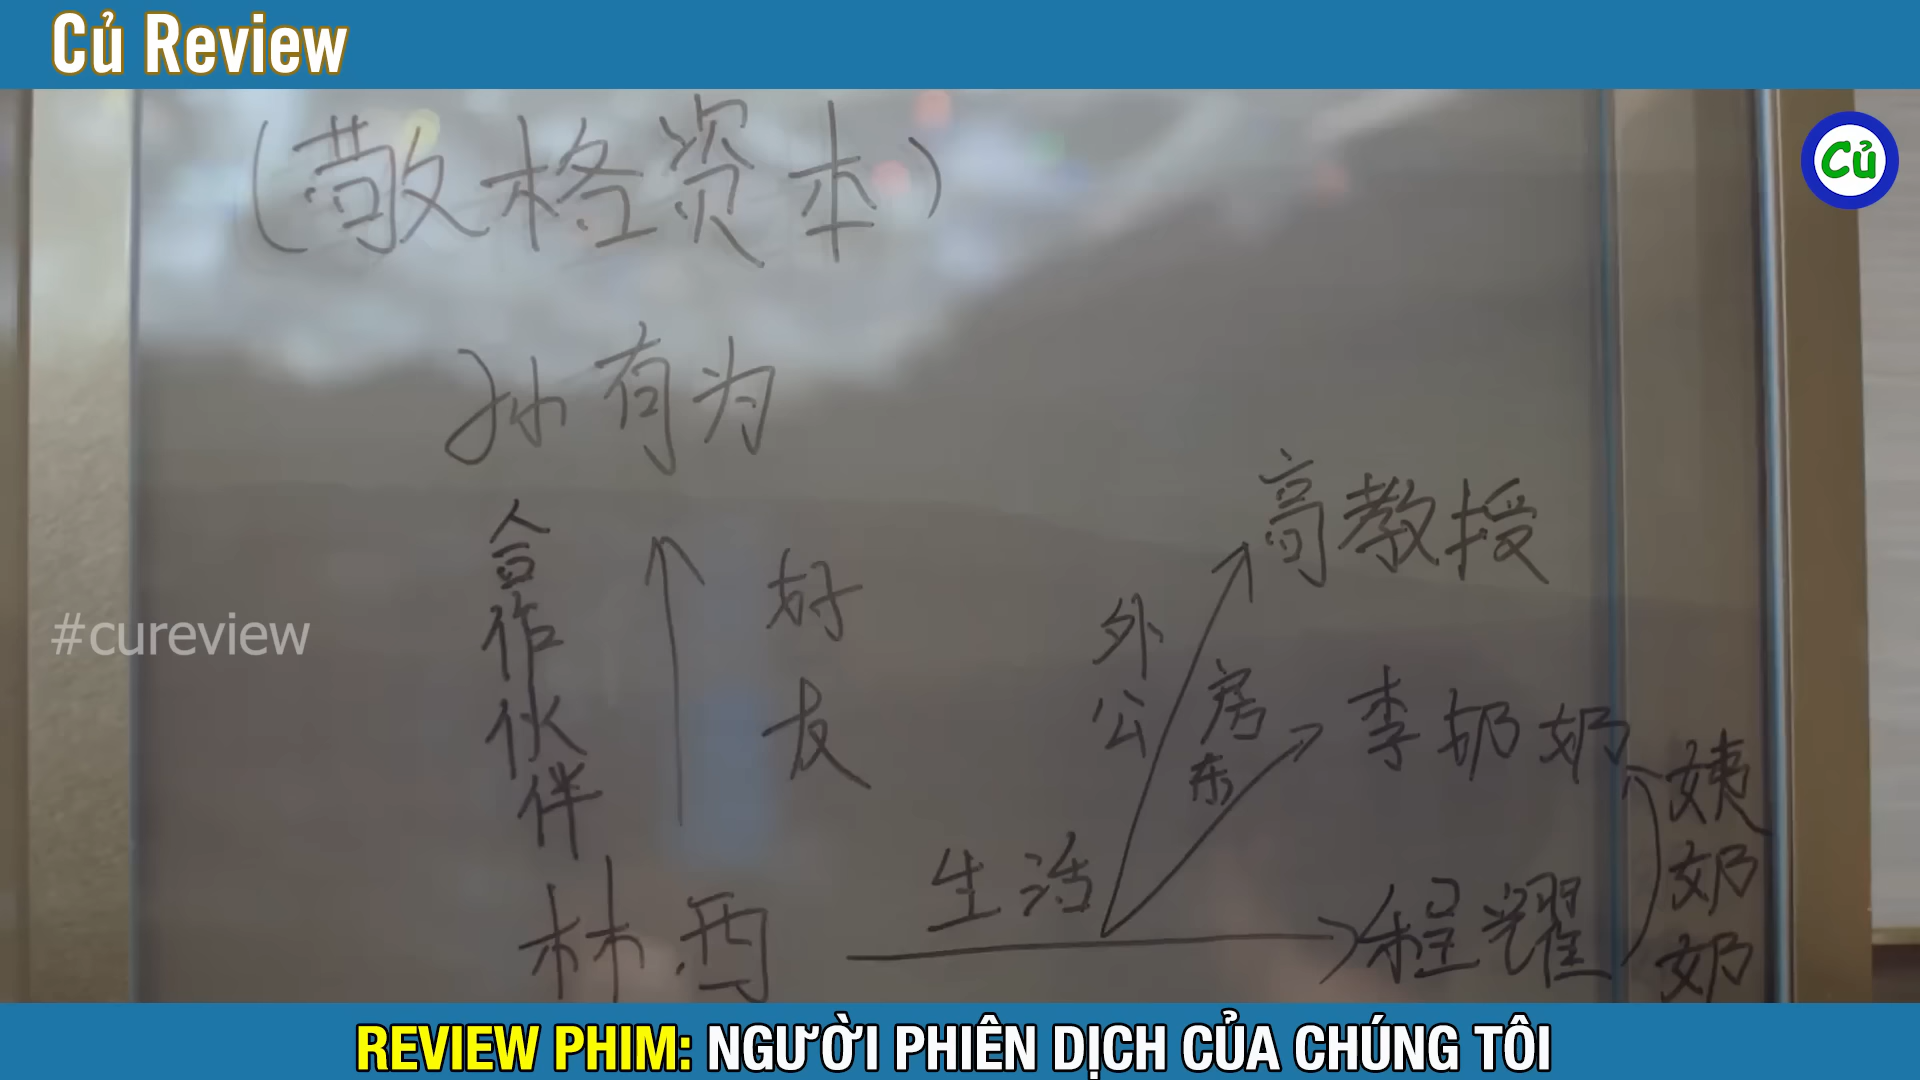 Củ Review
Củ
(敬格资本)
孙有为
合作伙伴
好友
高教授
外公
房东
李奶奶
姨奶奶
#cureview
生活
林西
程耀
REVIEW PHIM: NGƯỜI PHIÊN DỊCH CỦA CHÚNG TÔI